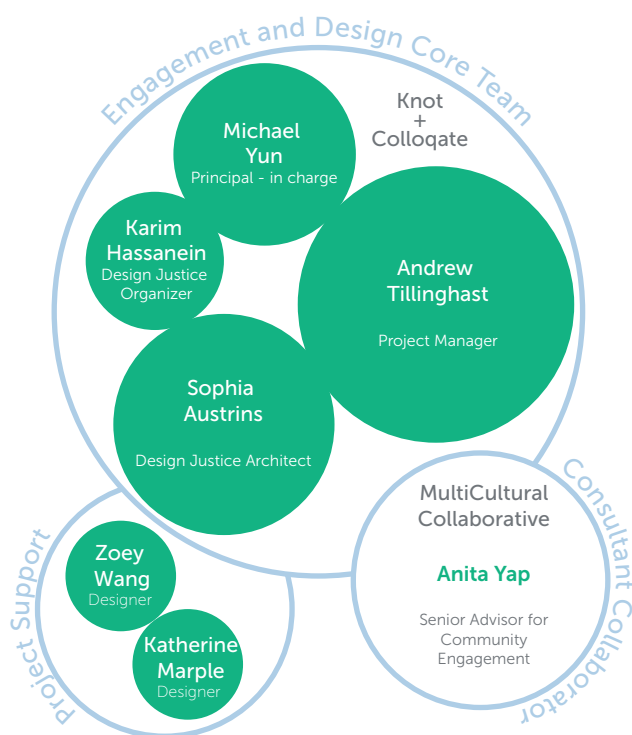 Engagement and Design Core Team
Knot
+
Colloqate
Michael
Yun
Principal - in charge
Karim
Hassanein
Design Justice
Organizer
Andrew
Tillinghast
Project Manager
Sophia
Austrins
Design Justice Architect
Project Support
Zoey
Wang
Designer
Katherine
Marple
Designer
Consultant Collaborator
MultiCultural
Collaborative
Anita Yap
Senior Advisor for
Community
Engagement